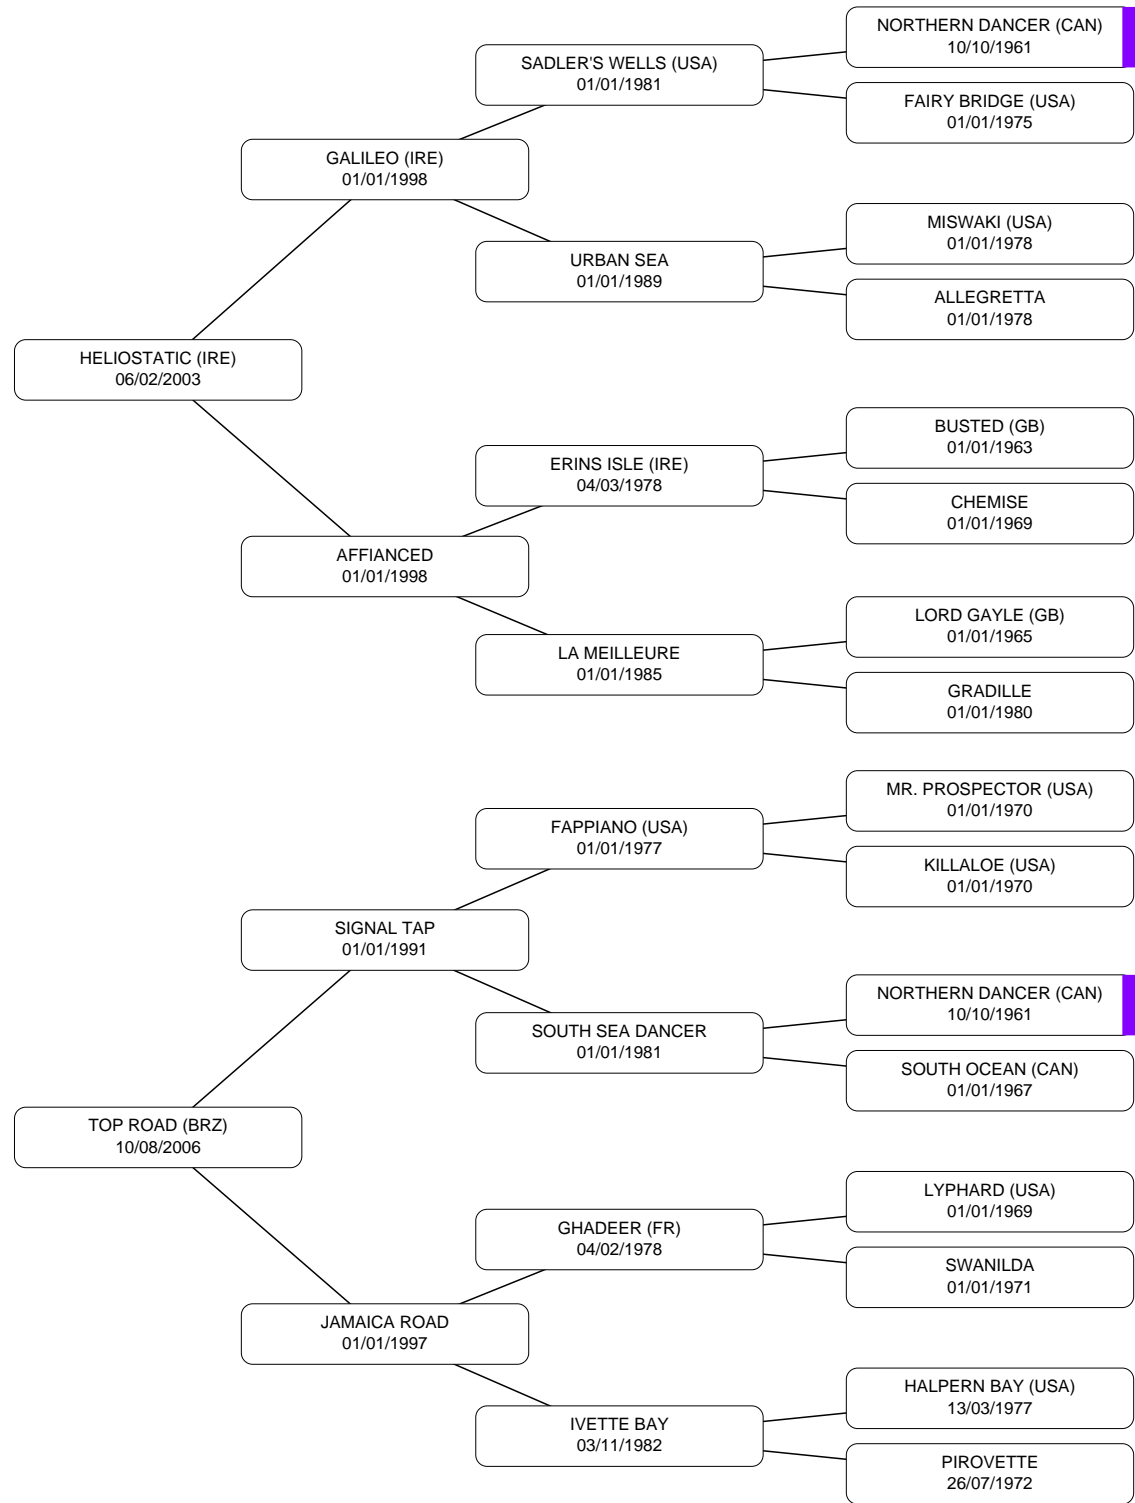 NORTHERN DANCER (CAN)
10/10/1961
SADLER'S WELLS (USA)
01/01/1981
FAIRY BRIDGE (USA)
01/01/1975
GALILEO (IRE)
01/01/1998
MISWAKI (USA)
01/01/1978
URBAN SEA
01/01/1989
ALLEGRETTA
01/01/1978
HELIOSTATIC (IRE)
06/02/2003
BUSTED (GB)
01/01/1963
ERINS ISLE (IRE)
04/03/1978
CHEMISE
01/01/1969
AFFIANCED
01/01/1998
LORD GAYLE (GB)
01/01/1965
LA MEILLEURE
01/01/1985
GRADILLE
01/01/1980
MR. PROSPECTOR (USA)
01/01/1970
FAPPIANO (USA)
01/01/1977
KILLALOE (USA)
01/01/1970
SIGNAL TAP
01/01/1991
NORTHERN DANCER (CAN)
10/10/1961
SOUTH SEA DANCER
01/01/1981
SOUTH OCEAN (CAN)
01/01/1967
TOP ROAD (BRZ)
10/08/2006
LYPHARD (USA)
01/01/1969
GHADEER (FR)
04/02/1978
SWANILDA
01/01/1971
JAMAICA ROAD
01/01/1997
HALPERN BAY (USA)
13/03/1977
IVETTE BAY
03/11/1982
PIROVETTE
26/07/1972